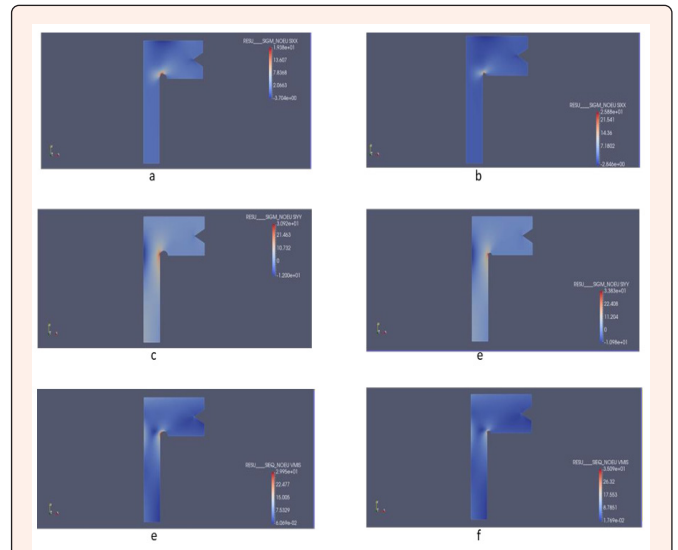 RESU____SIGM_NOEU SIXX
1.938e+01
13.607
7.8368
2.0663
-3.704e+00
a
RESU____SIGM_NOEU SIXX
2.588e+01
21.541
14.36
7.1802
-2.846e+00
b
RESU____SIGM_NOEU SIYY
3.092e+01
21.463
10.732
0
-1.200e+01
c
RESU____SIGM_NOEU SIYY
3.383e+01
22.408
11.204
0
-1.098e+01
e
RESU____SIEQ_NOEU VMIS
2.995e+01
22.477
15.005
7.5329
6.069e-02
e
RESU____SIEQ_NOEU VMIS
3.509e+01
26.32
17.553
8.7851
1.769e-02
f